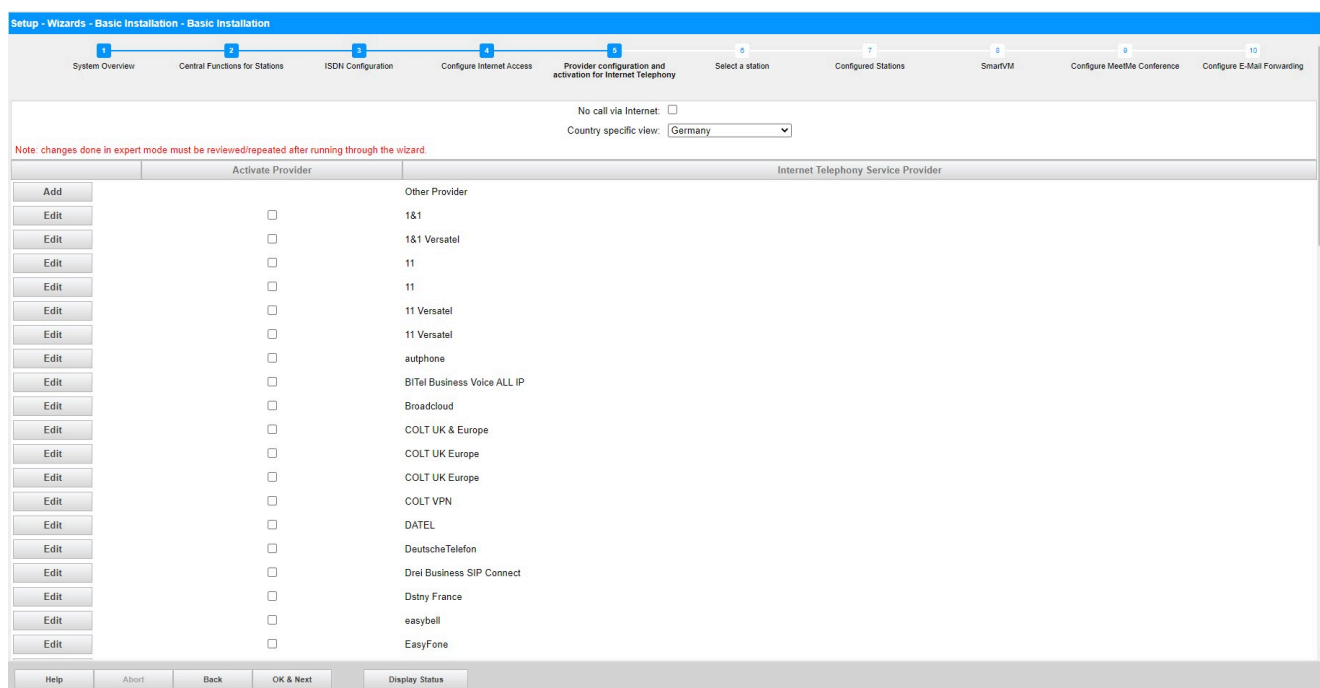 Setup - Wizards - Basic Installation - Basic Installation
1 2 3 4 5 6 7 8 9 10
System Overview Central Functions for Stations ISDN Configuration Configure Internet Access Provider configuration and activation for Internet Telephony Select a station Configured Stations SmartVM Configure MeetMe Conference Configure E-Mail Forwarding
No call via Internet:
Country specific view: Germany
Note: changes done in expert mode must be reviewed/repeated after running through the wizard.
Activate Provider Internet Telephony Service Provider
Add Other Provider
Edit 1&1
Edit 1&1 Versatel
Edit 11
Edit 11
Edit 11 Versatel
Edit 11 Versatel
Edit autphone
Edit BITel Business Voice ALL IP
Edit Broadcloud
Edit COLT UK & Europe
Edit COLT UK Europe
Edit COLT UK Europe
Edit COLT VPN
Edit DATEL
Edit DeutscheTelefon
Edit Drei Business SIP Connect
Edit Dstny France
Edit easybell
Edit EasyFone
Help Abort Back OK & Next Display Status